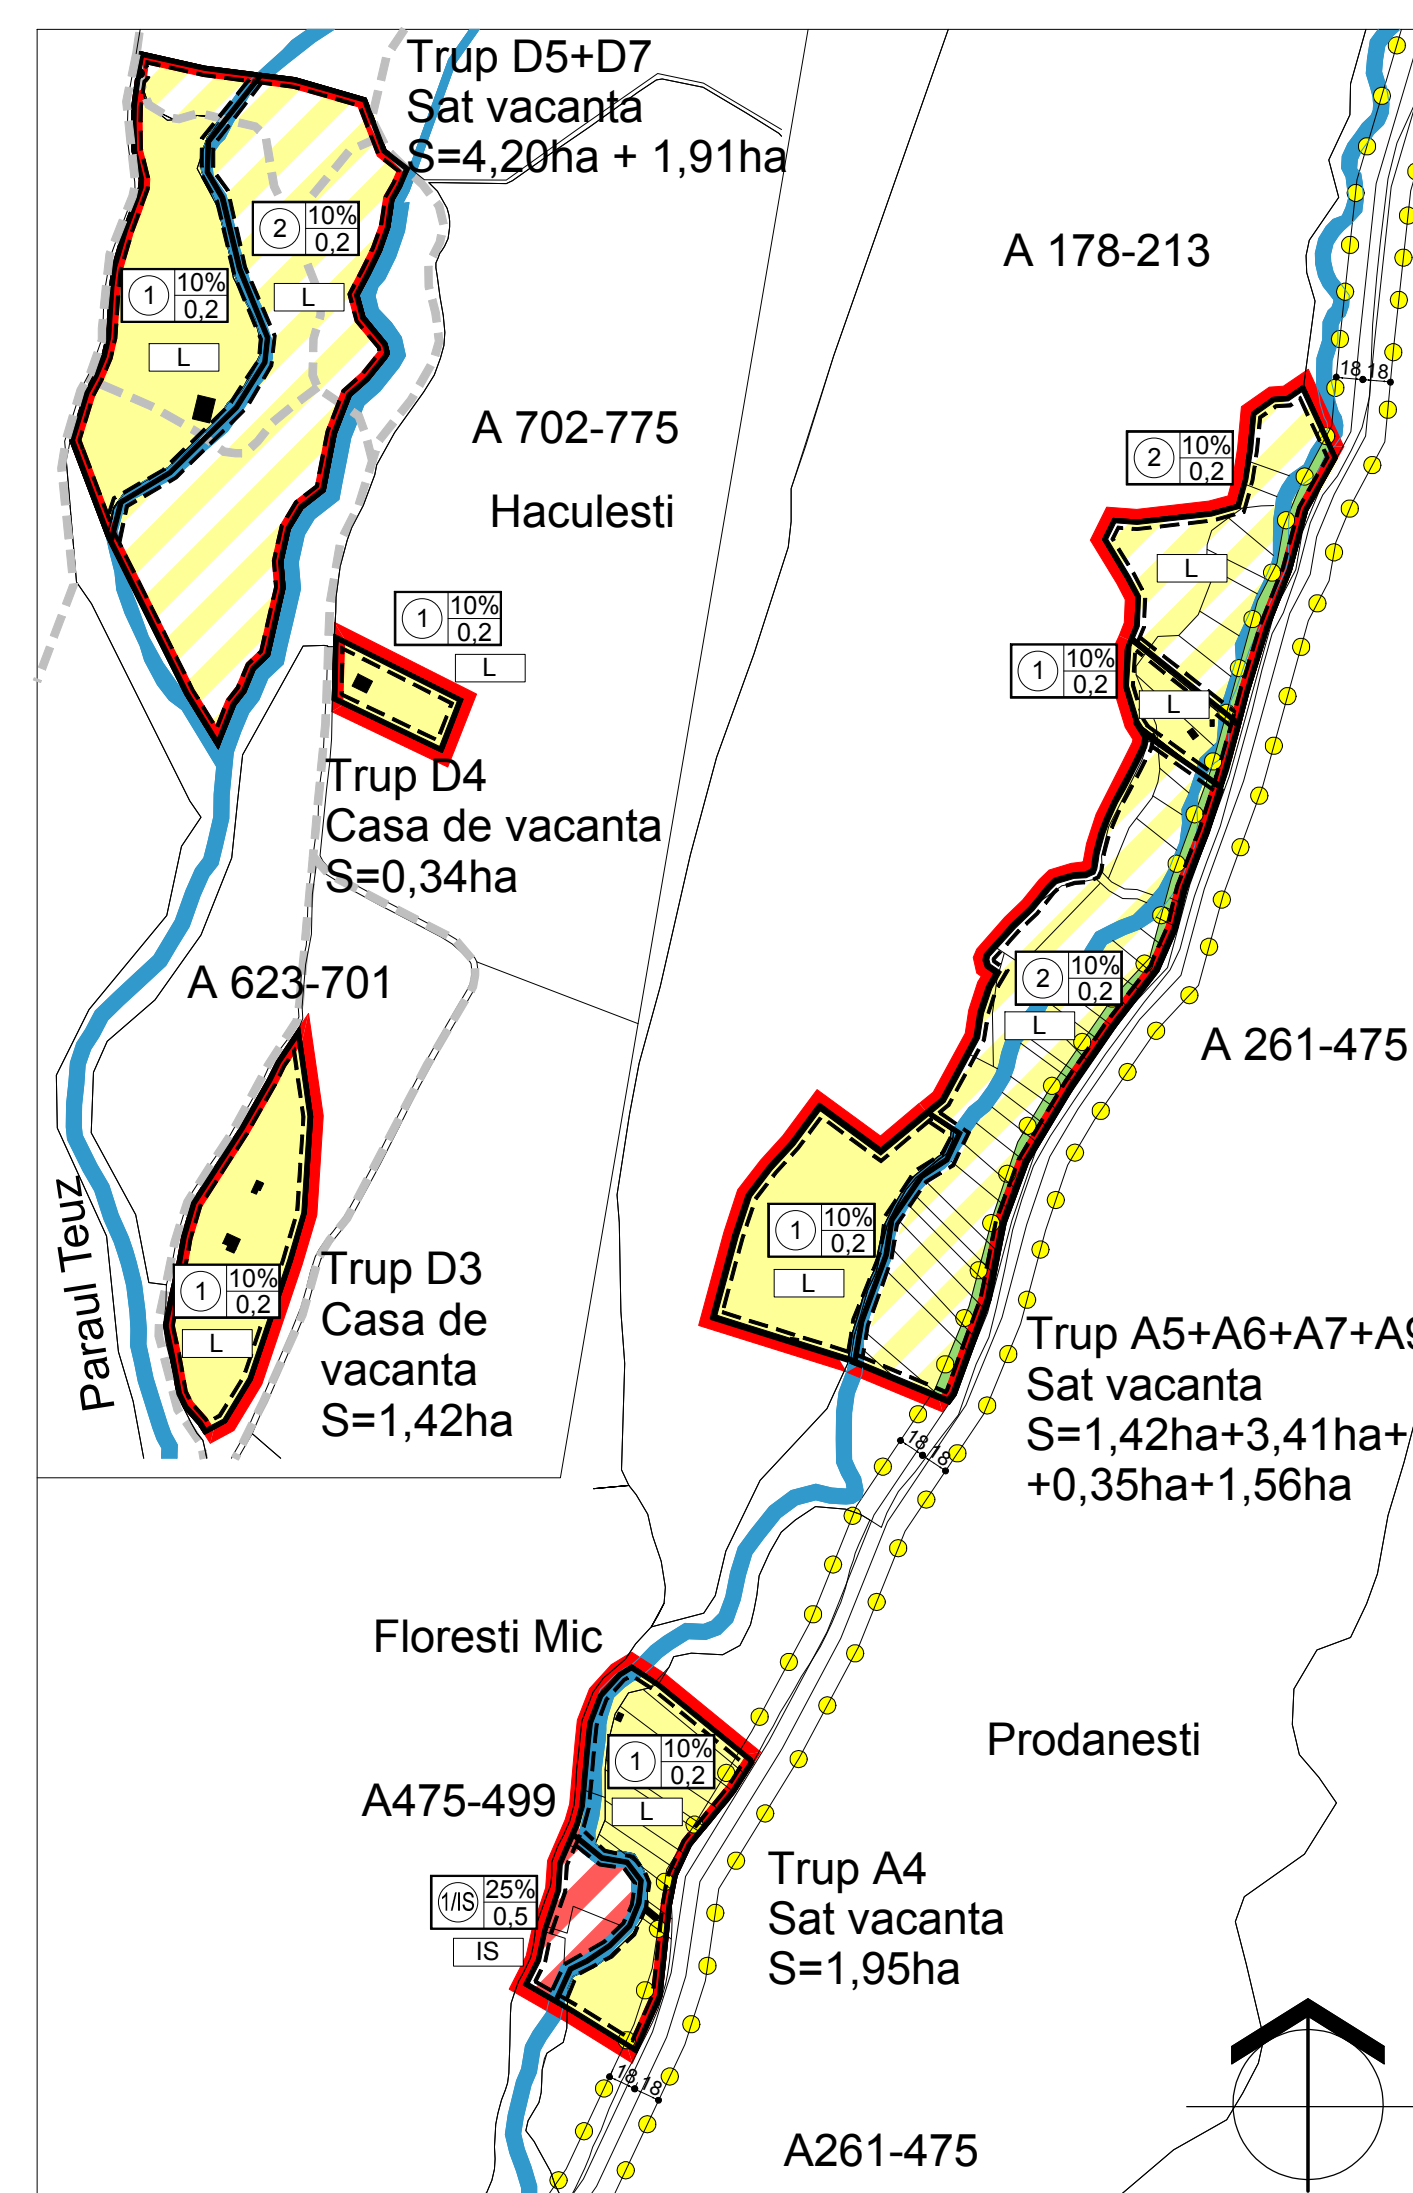 Trup D5+D7
Sat vacanta
S=4,20ha + 1,91ha
2
10%
0,2
L
1
10%
0,2
L
A 702-775
Haculesti
1
10%
0,2
L
Trup D4
Casa de vacanta
S=0,34ha
A 623-701
Paraul Teuz
1
10%
0,2
L
Trup D3
Casa de
vacanta
S=1,42ha
A 178-213
18 18
2
10%
0,2
L
1
10%
0,2
L
2
10%
0,2
L
A 261-475
1
10%
0,2
L
Trup A5+A6+A7+A9
Sat vacanta
S=1,42ha+3,41ha+
+0,35ha+1,56ha
18 18
Floresti Mic
Prodanesti
1
10%
0,2
L
A475-499
1/IS
25%
0,5
IS
Trup A4
Sat vacanta
S=1,95ha
18 18
A261-475